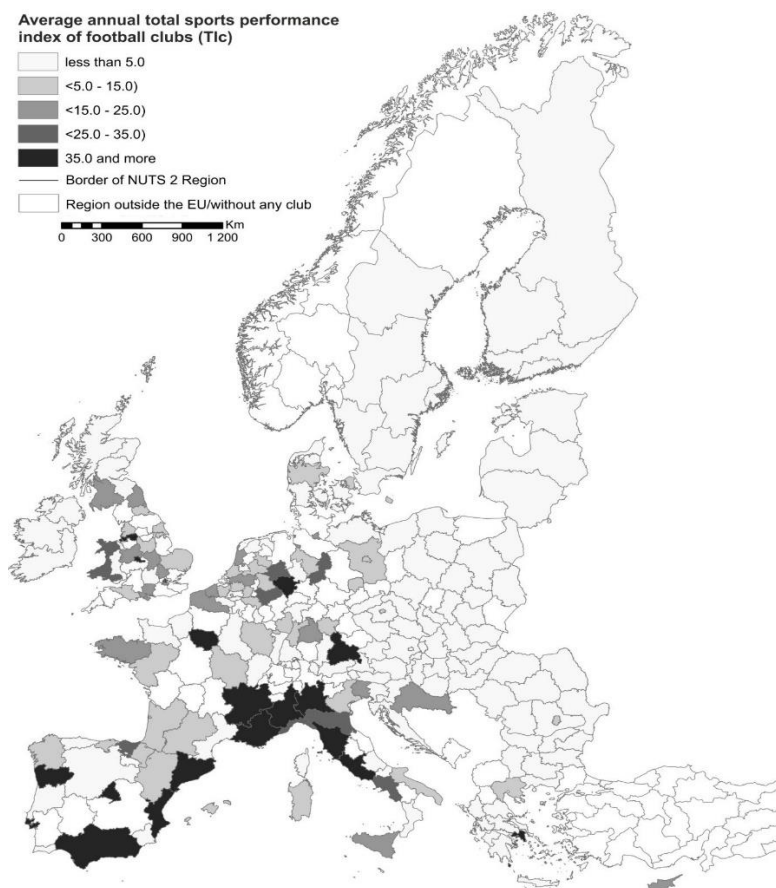 Average annual total sports performance
index of football clubs (TIc)
less than 5.0
<5.0 - 15.0)
<15.0 - 25.0)
<25.0 - 35.0)
35.0 and more
Border of NUTS 2 Region
Region outside the EU/without any club
Km
0 300 600 900 1 200